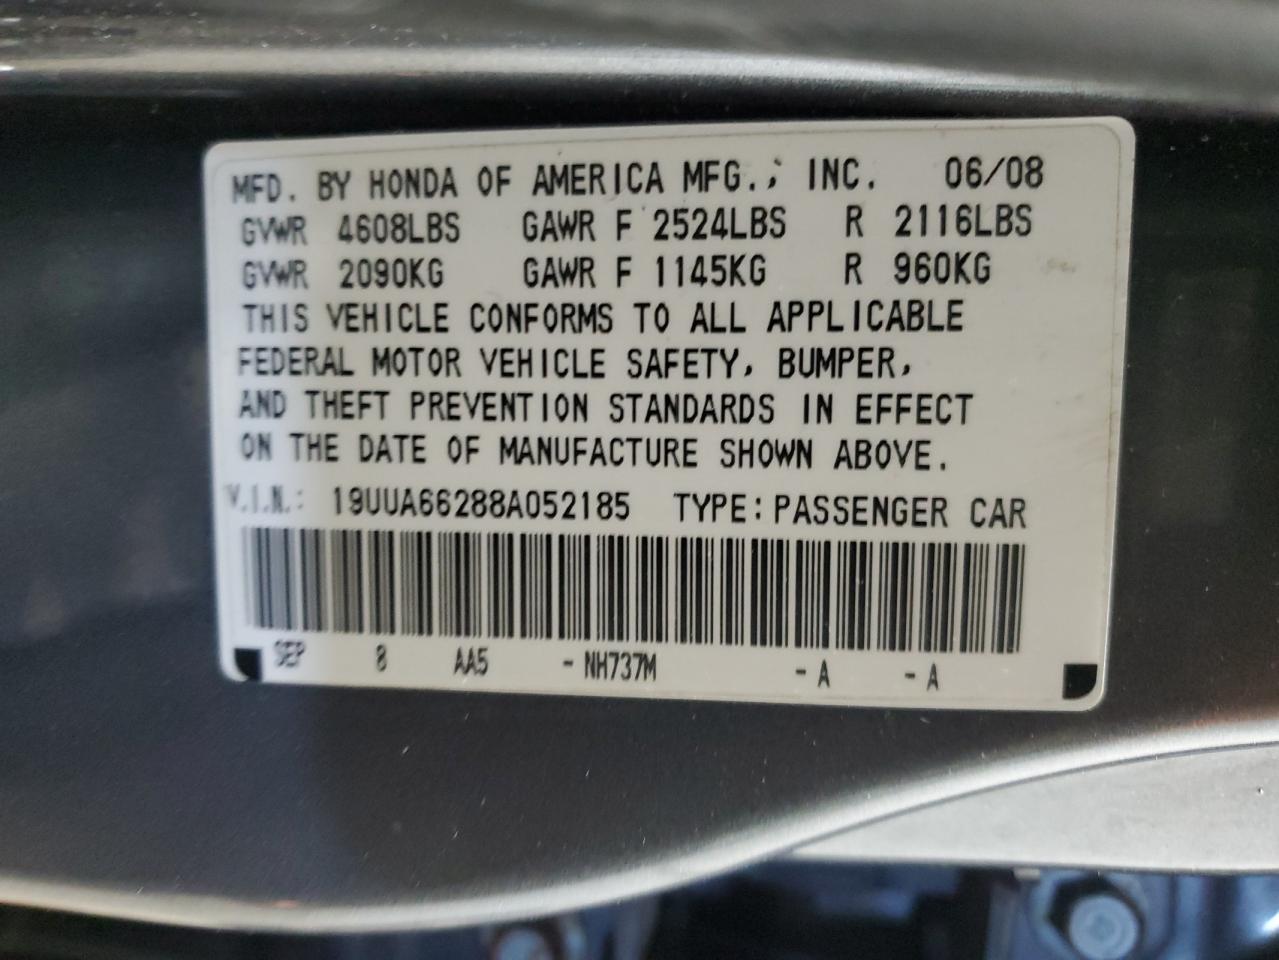 MFD. BY HONDA OF AMERICA MFG., INC. 06/08
GVWR 4608LBS GAWR F 2524LBS R 2116LBS
GVWR 2090KG GAWR F 1145KG R 960KG
THIS VEHICLE CONFORMS TO ALL APPLICABLE
FEDERAL MOTOR VEHICLE SAFETY, BUMPER,
AND THEFT PREVENTION STANDARDS IN EFFECT
ON THE DATE OF MANUFACTURE SHOWN ABOVE.
V.I.N.: 19UUA66288A052185 TYPE: PASSENGER CAR
SEP 8 AA5 - NH737M - A - A